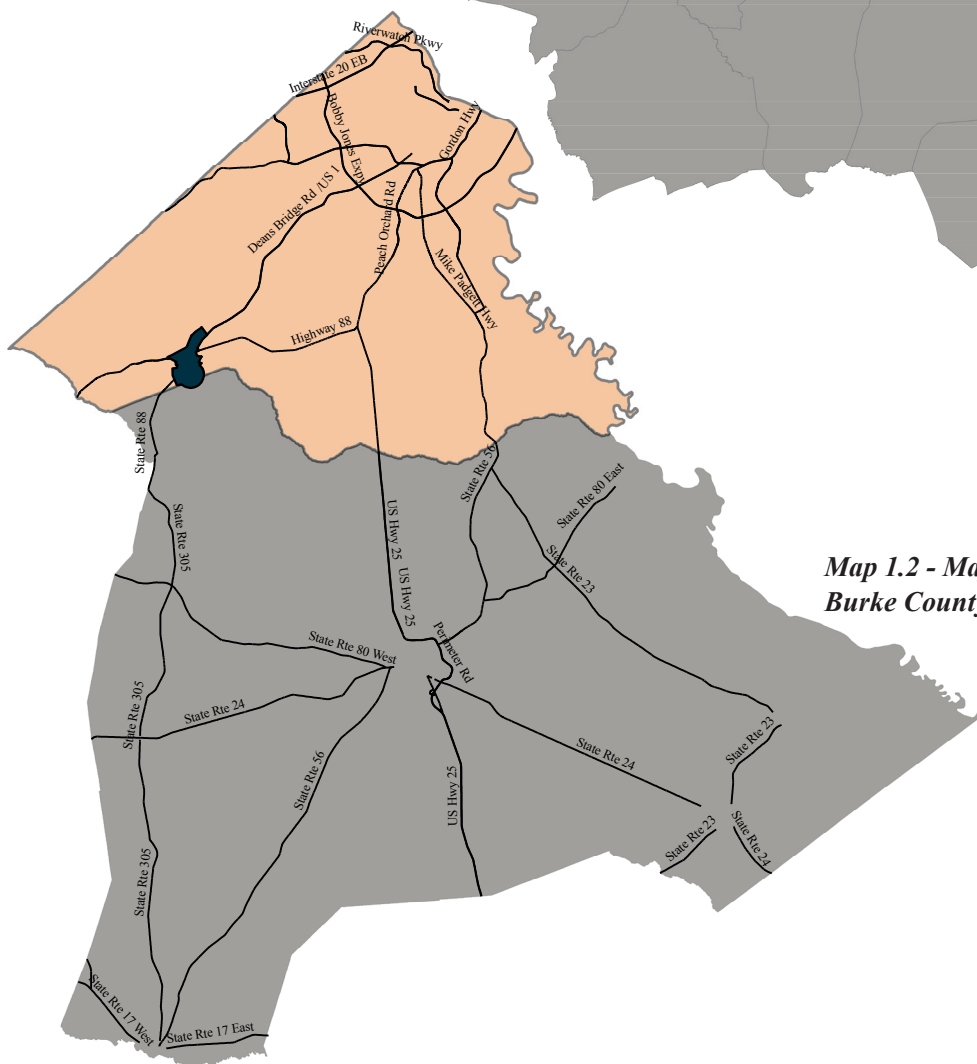 Riverwatch Pkwy
Interstate 20 EB
Bobby Jones Expy
Gordon Hwy
Deans Bridge Rd /US 1
Peach Orchard Rd
Mike Padgett Hwy
Highway 88
State Rte 88
State Rte 56
State Rte 80 East
State Rte 305
US Hwy 25
State Rte 23
Map 1.2 - Ma
Burke County
US Hwy 25
Perimeter Rd
State Rte 80 West
State Rte 305
State Rte 24
State Rte 23
State Rte 24
State Rte 56
US Hwy 25
State Rte 23
State Rte 24
State Rte 305
State Rte 17 West
State Rte 17 East